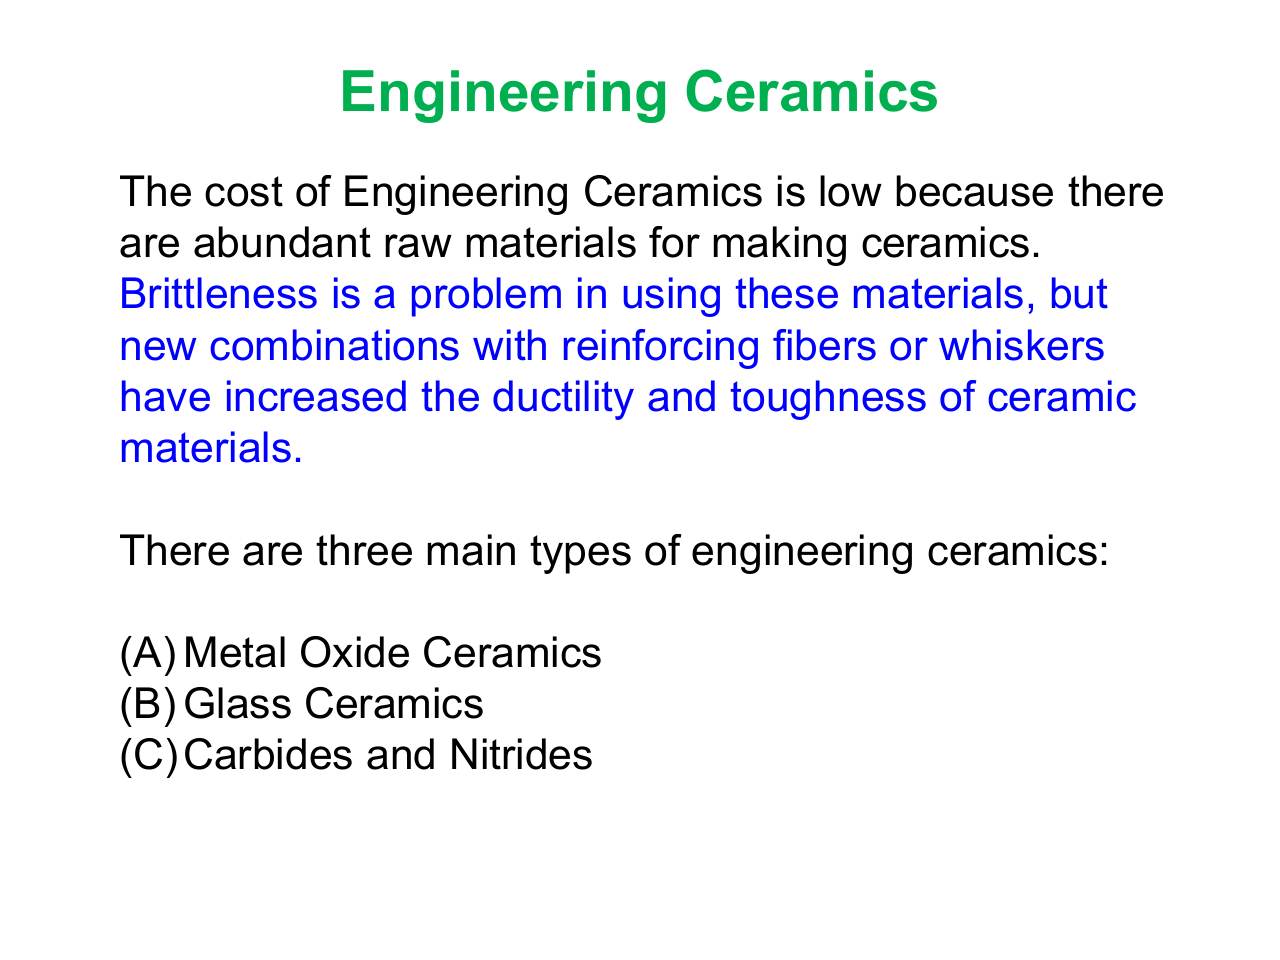 Engineering Ceramics
The cost of Engineering Ceramics is low because there
are abundant raw materials for making ceramics.
Brittleness is a problem in using these materials, but
new combinations with reinforcing fibers or whiskers
have increased the ductility and toughness of ceramic
materials.
There are three main types of engineering ceramics:
(A) Metal Oxide Ceramics
(B) Glass Ceramics
(C) Carbides and Nitrides